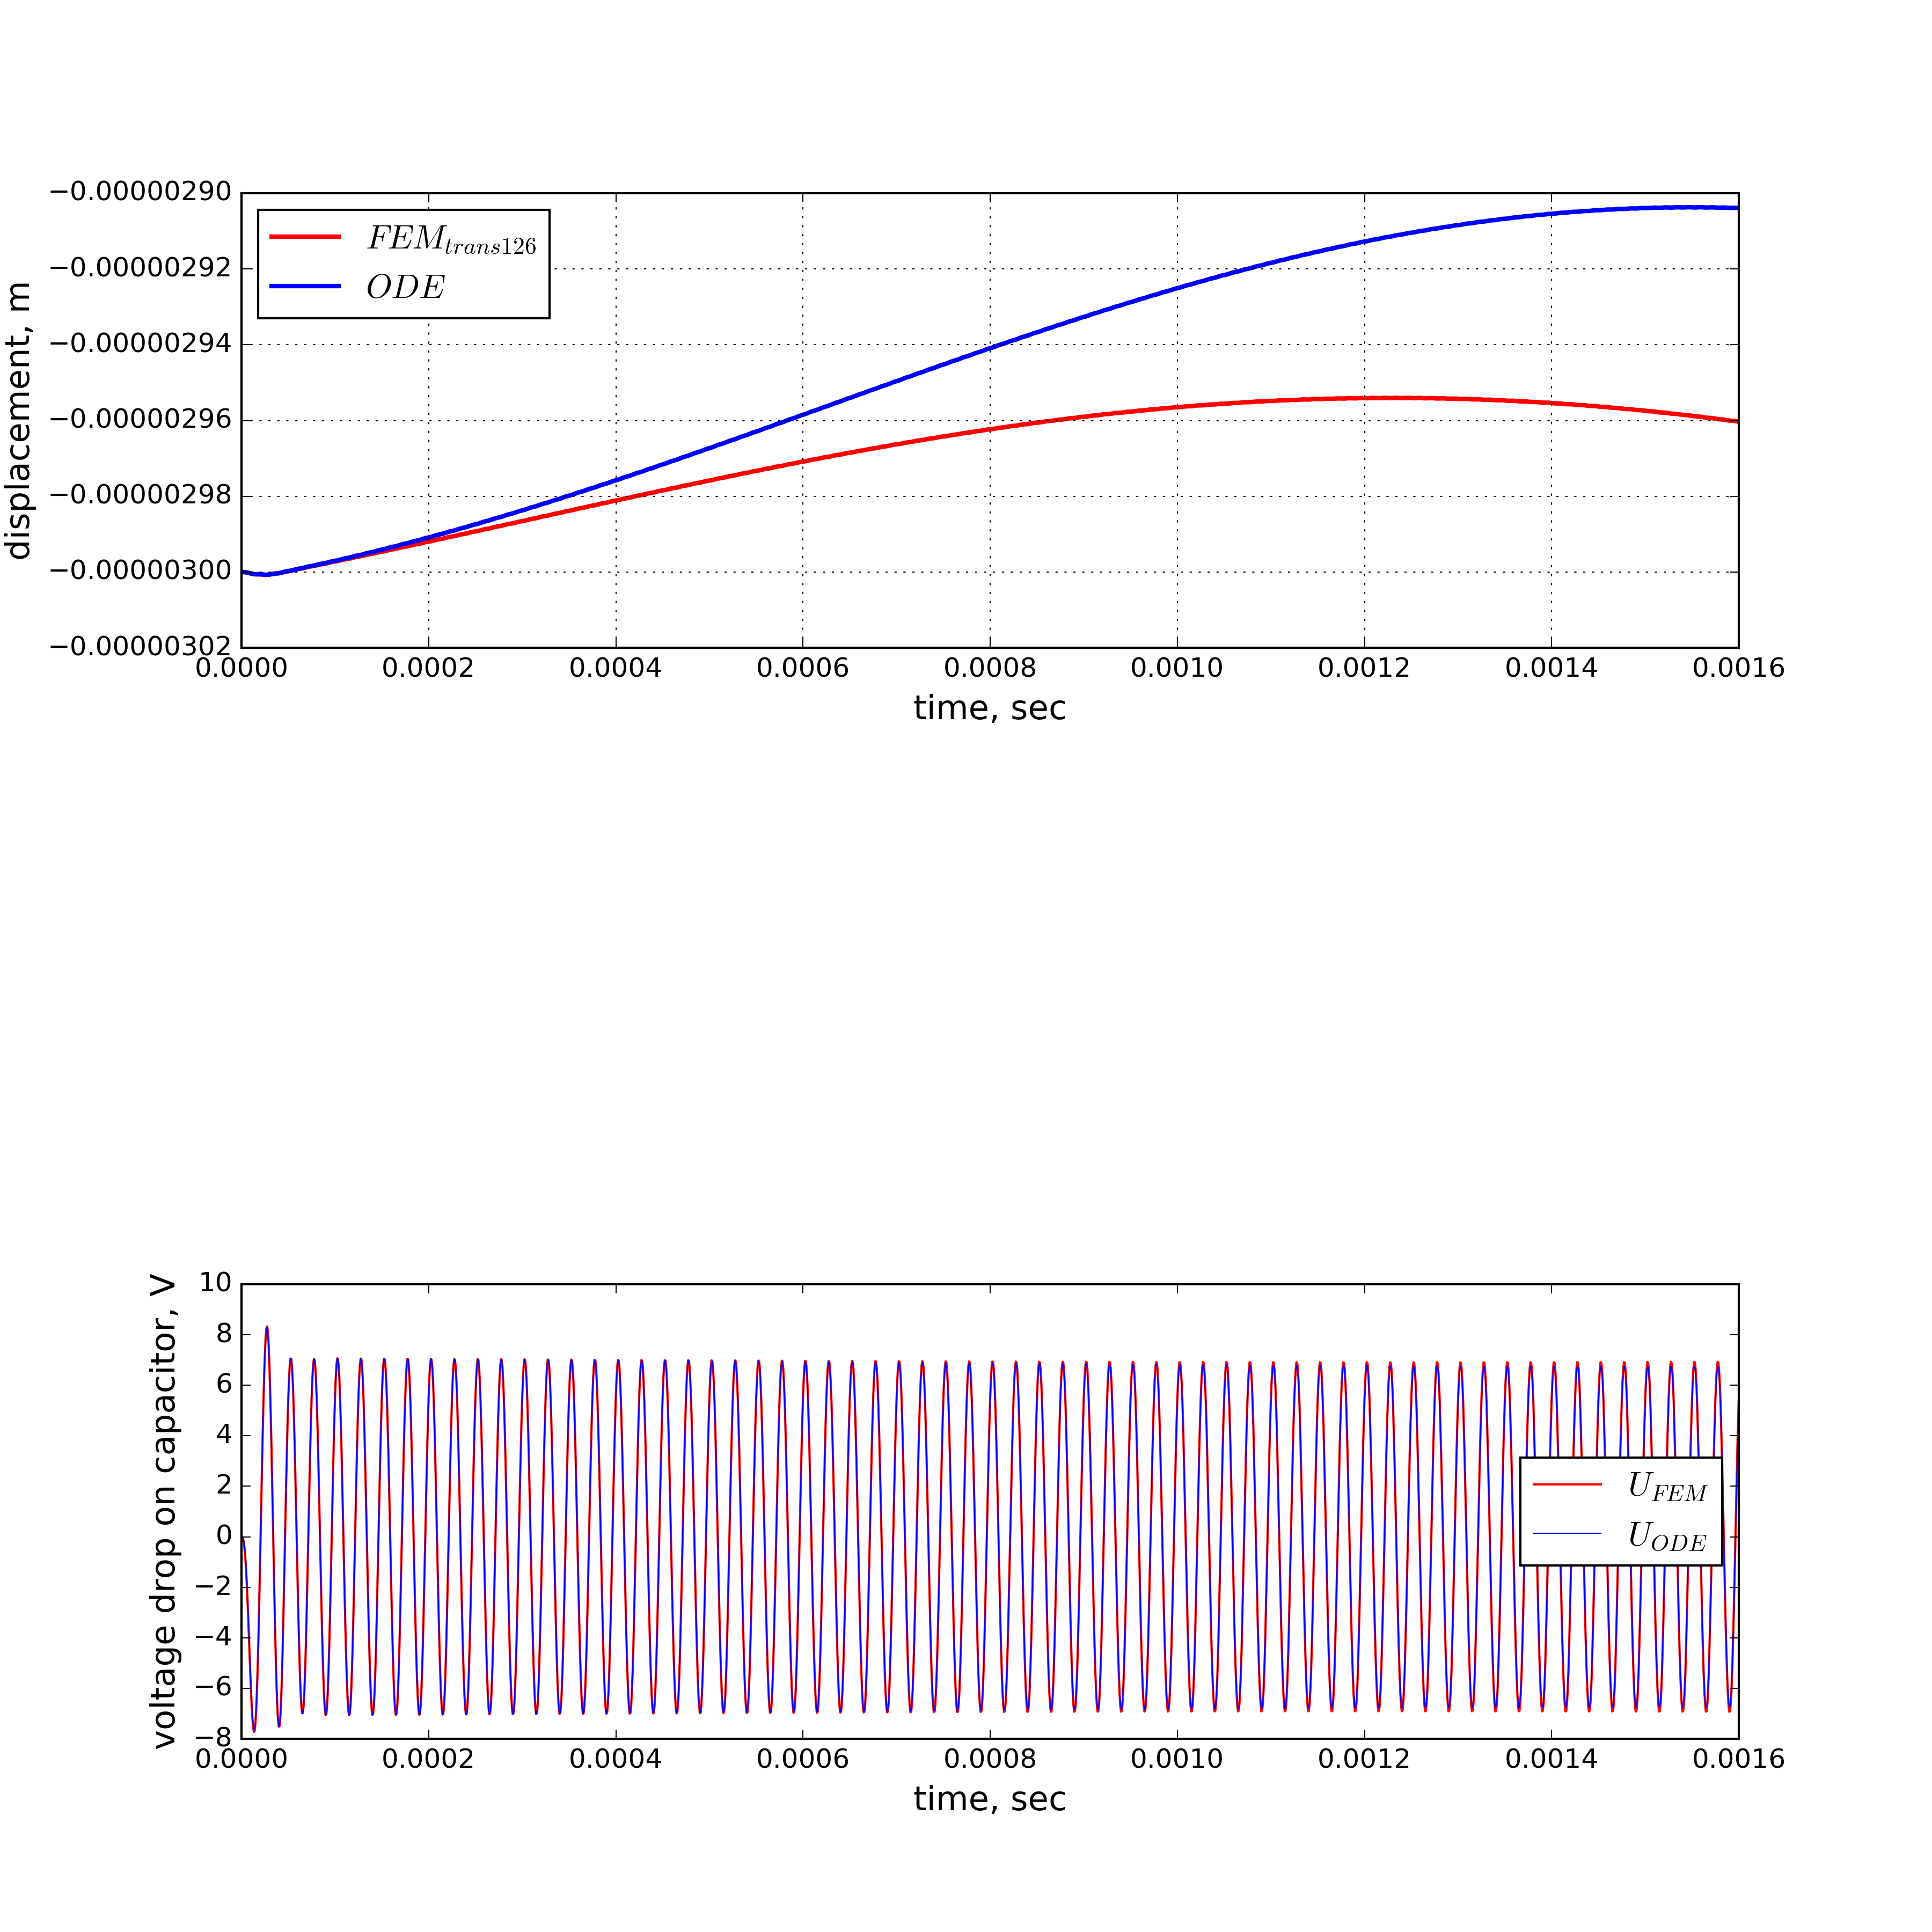 −0.00000290
−0.00000292
−0.00000294
−0.00000296
−0.00000298
−0.00000300
−0.00000302
displacement, m
FEM_trans126
ODE
0.0000 0.0002 0.0004 0.0006 0.0008 0.0010 0.0012 0.0014 0.0016
time, sec
10
8
6
4
2
0
−2
−4
−6
−8
voltage drop on capacitor, V
U_FEM
U_ODE
0.0000 0.0002 0.0004 0.0006 0.0008 0.0010 0.0012 0.0014 0.0016
time, sec